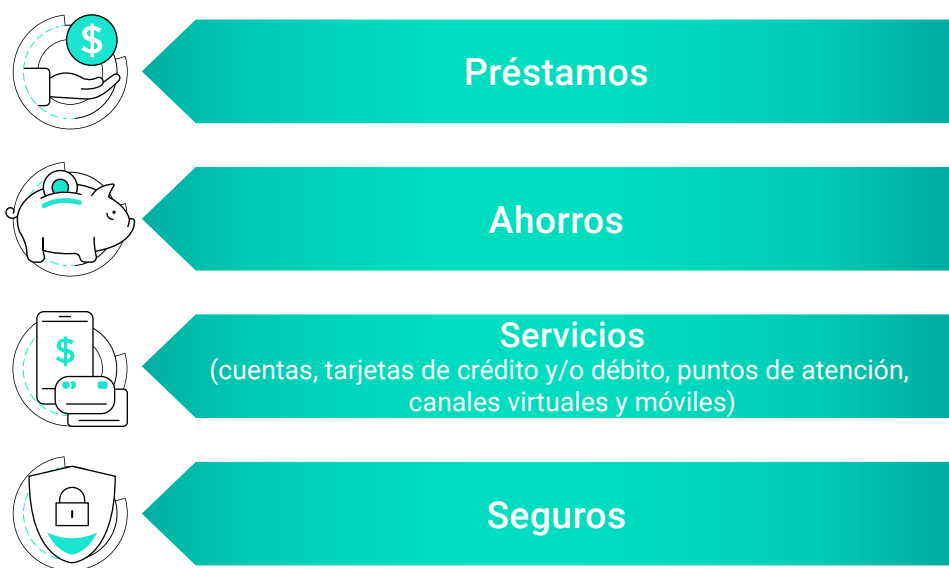 $
Préstamos
Ahorros
$
Servicios
(cuentas, tarjetas de crédito y/o débito, puntos de atención,
canales virtuales y móviles)
Seguros